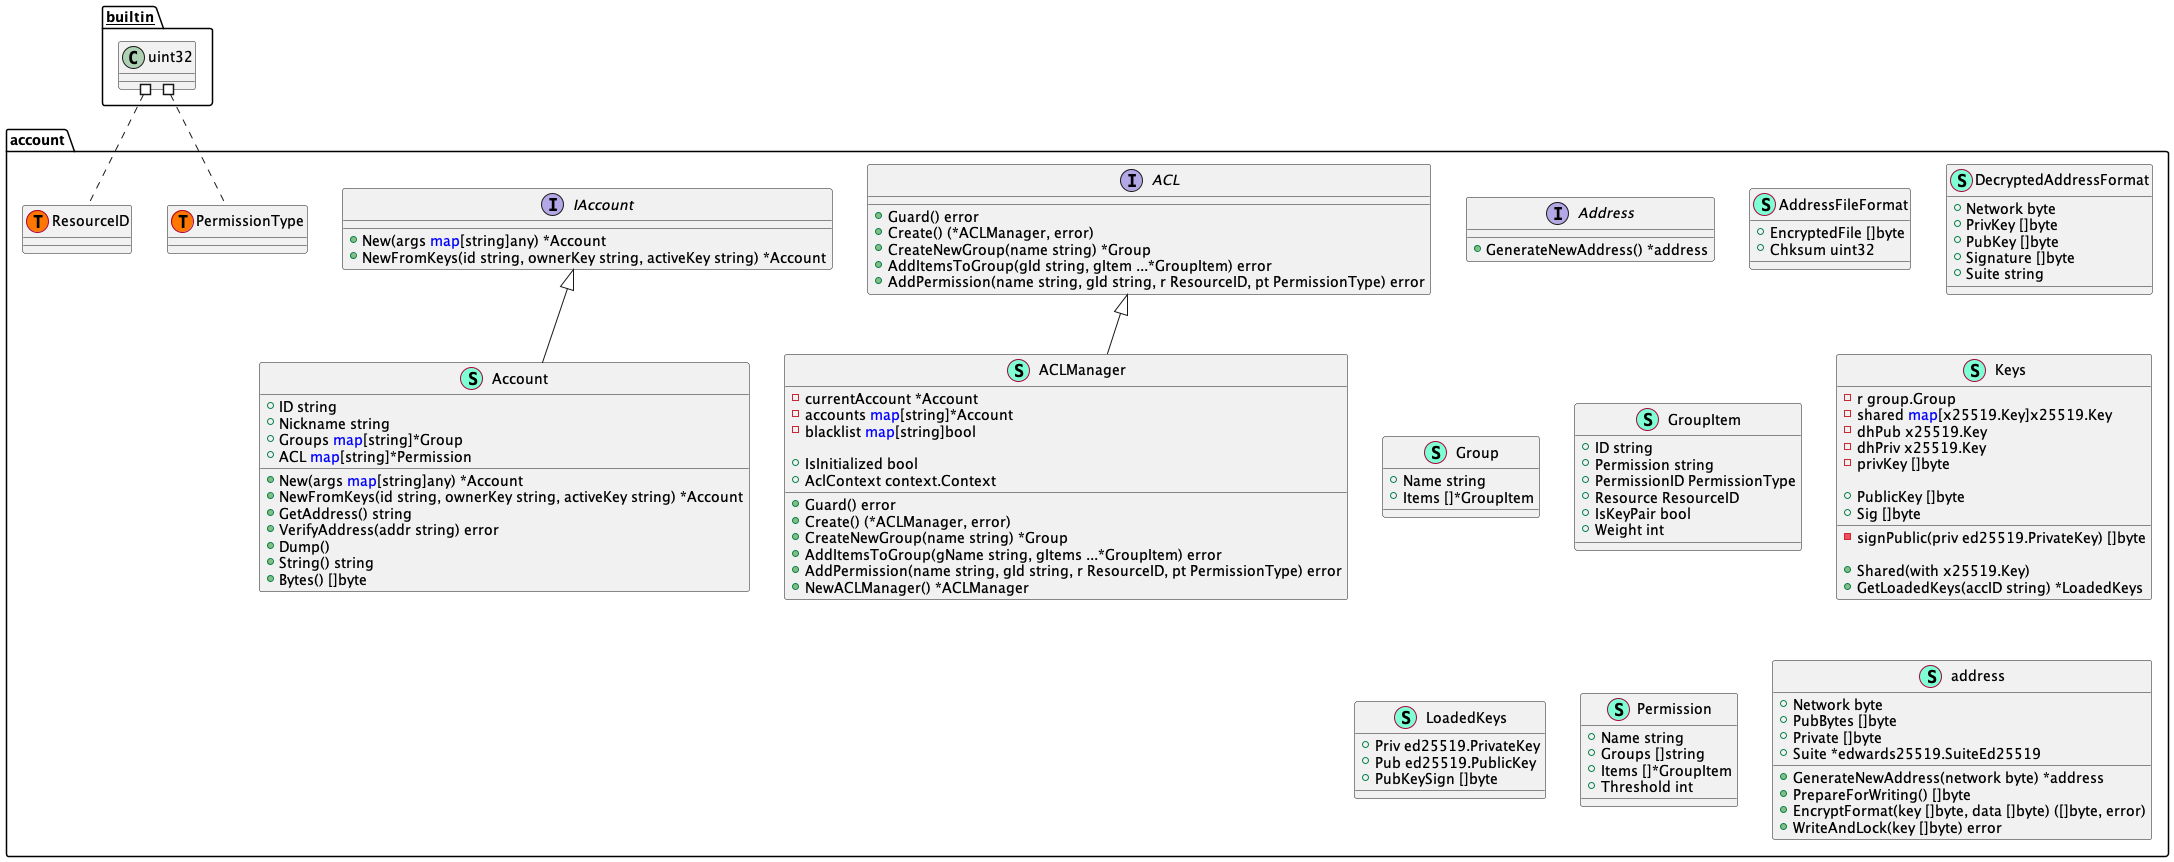 builtin
C uint32
account
T ResourceID
T PermissionType
I IAccount
New(args map[string]any) *Account
NewFromKeys(id string, ownerKey string, activeKey string) *Account
I ACL
Guard() error
Create() (*ACLManager, error)
CreateNewGroup(name string) *Group
AddItemsToGroup(gId string, gItem ...*GroupItem) error
AddPermission(name string, gId string, r ResourceID, pt PermissionType) error
I Address
GenerateNewAddress() *address
S AddressFileFormat
EncryptedFile []byte
Chksum uint32
S DecryptedAddressFormat
Network byte
PrivKey []byte
PubKey []byte
Signature []byte
Suite string
S Account
ID string
Nickname string
Groups map[string]*Group
ACL map[string]*Permission
New(args map[string]any) *Account
NewFromKeys(id string, ownerKey string, activeKey string) *Account
GetAddress() string
VerifyAddress(addr string) error
Dump()
String() string
Bytes() []byte
S ACLManager
currentAccount *Account
accounts map[string]*Account
blacklist map[string]bool
IsInitialized bool
AclContext context.Context
Guard() error
Create() (*ACLManager, error)
CreateNewGroup(name string) *Group
AddItemsToGroup(gName string, gItems ...*GroupItem) error
AddPermission(name string, gId string, r ResourceID, pt PermissionType) error
NewACLManager() *ACLManager
S Group
Name string
Items []*GroupItem
S GroupItem
ID string
Permission string
PermissionID PermissionType
Resource ResourceID
IsKeyPair bool
Weight int
S Keys
r group.Group
shared map[x25519.Key]x25519.Key
dhPub x25519.Key
dhPriv x25519.Key
privKey []byte
PublicKey []byte
Sig []byte
signPublic(priv ed25519.PrivateKey) []byte
Shared(with x25519.Key)
GetLoadedKeys(accID string) *LoadedKeys
S LoadedKeys
Priv ed25519.PrivateKey
Pub ed25519.PublicKey
PubKeySign []byte
S Permission
Name string
Groups []string
Items []*GroupItem
Threshold int
S address
Network byte
PubBytes []byte
Private []byte
Suite *edwards25519.SuiteEd25519
GenerateNewAddress(network byte) *address
PrepareForWriting() []byte
EncryptFormat(key []byte, data []byte) ([]byte, error)
WriteAndLock(key []byte) error